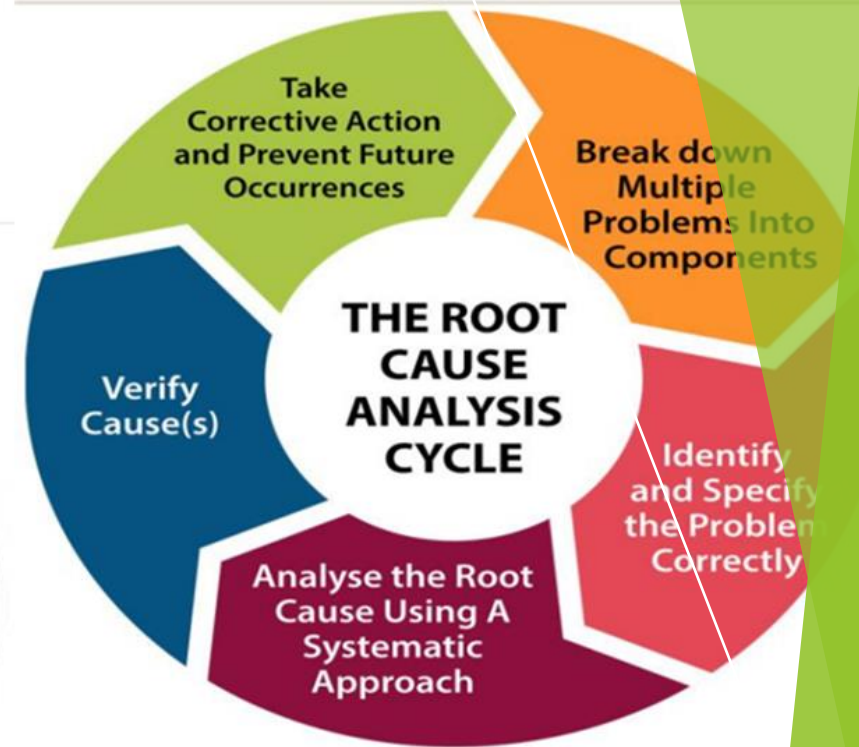 THE ROOT
CAUSE
ANALYSIS
CYCLE
Break down
Multiple
Problems Into
Components
Identify
and Specify
the Problem
Correctly
Analyse the Root
Cause Using A
Systematic
Approach
Verify
Cause(s)
Take
Corrective Action
and Prevent Future
Occurrences